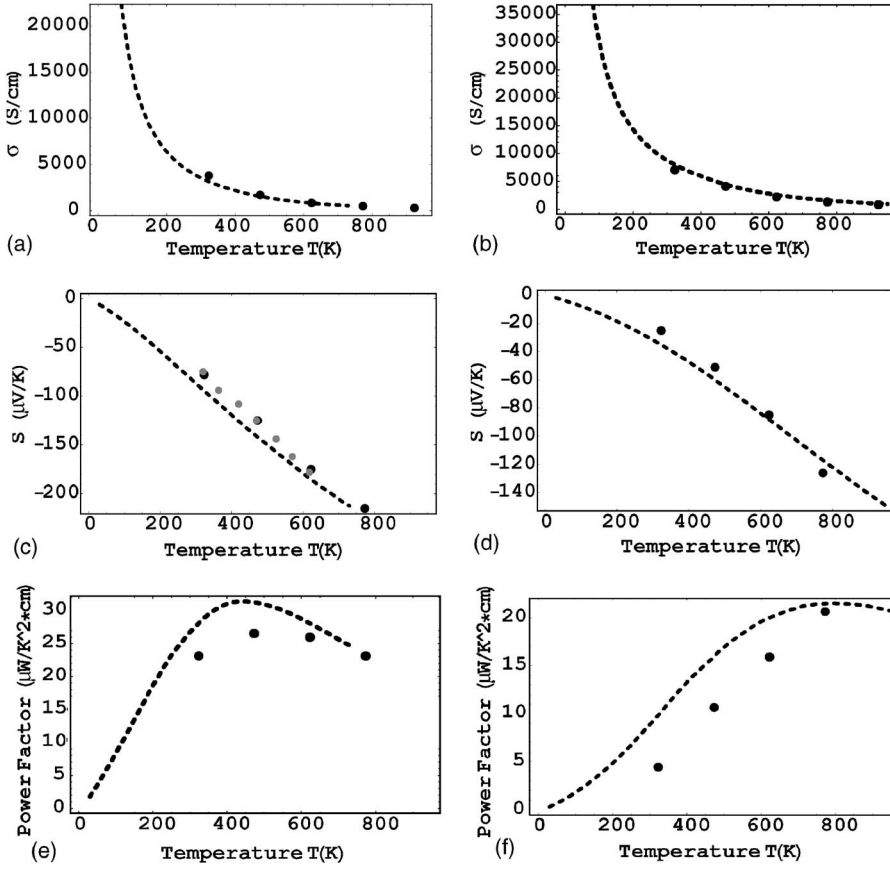 20000
15000
10000
5000
0
σ (S/cm)
0 200 400 600 800
Temperature T(K)
(a)
35000
30000
25000
20000
15000
10000
5000
0
σ (S/cm)
0 200 400 600 800
Temperature T(K)
(b)
0
-50
-100
-150
-200
S (μV/K)
0 200 400 600 800
Temperature T(K)
(c)
0
-20
-40
-60
-80
-100
-120
-140
S (μV/K)
0 200 400 600 800
Temperature T(K)
(d)
30
25
20
15
10
5
0
Power Factor (μW/K^2*cm)
0 200 400 600 800
Temperature T(K)
(e)
20
15
10
5
0
Power Factor (μW/K^2*cm)
0 200 400 600 800
Temperature T(K)
(f)